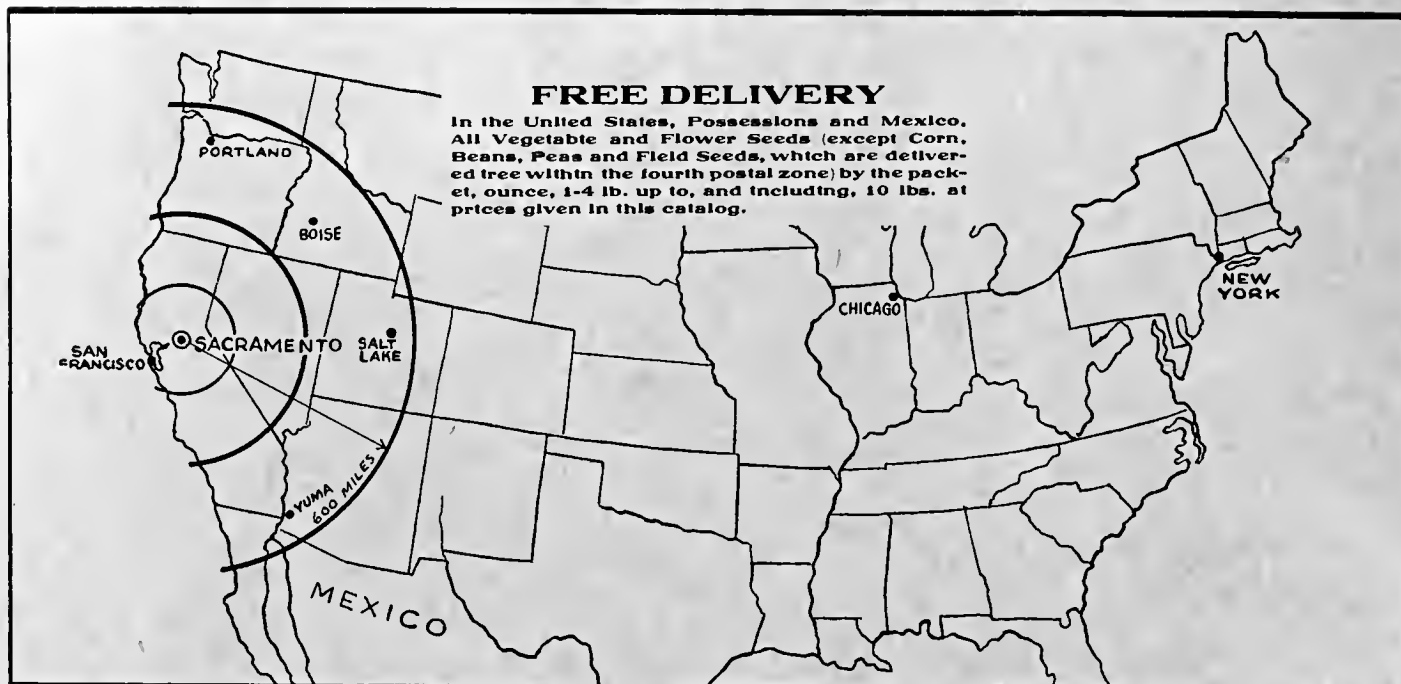 FREE DELIVERY
In the United States, Possessions and Mexico.
All Vegetable and Flower Seeds (except Corn,
Beans, Peas and Field Seeds, which are deliver-
ed free within the fourth postal zone) by the pack-
et, ounce, 1-4 lb. up to, and including, 10 lbs. at
prices given in this catalog.
PORTLAND
BOISE
SACRAMENTO
SALT
LAKE
SAN
FRANCISCO
YUMA
600 MILES
MEXICO
CHICAGO
NEW
YORK